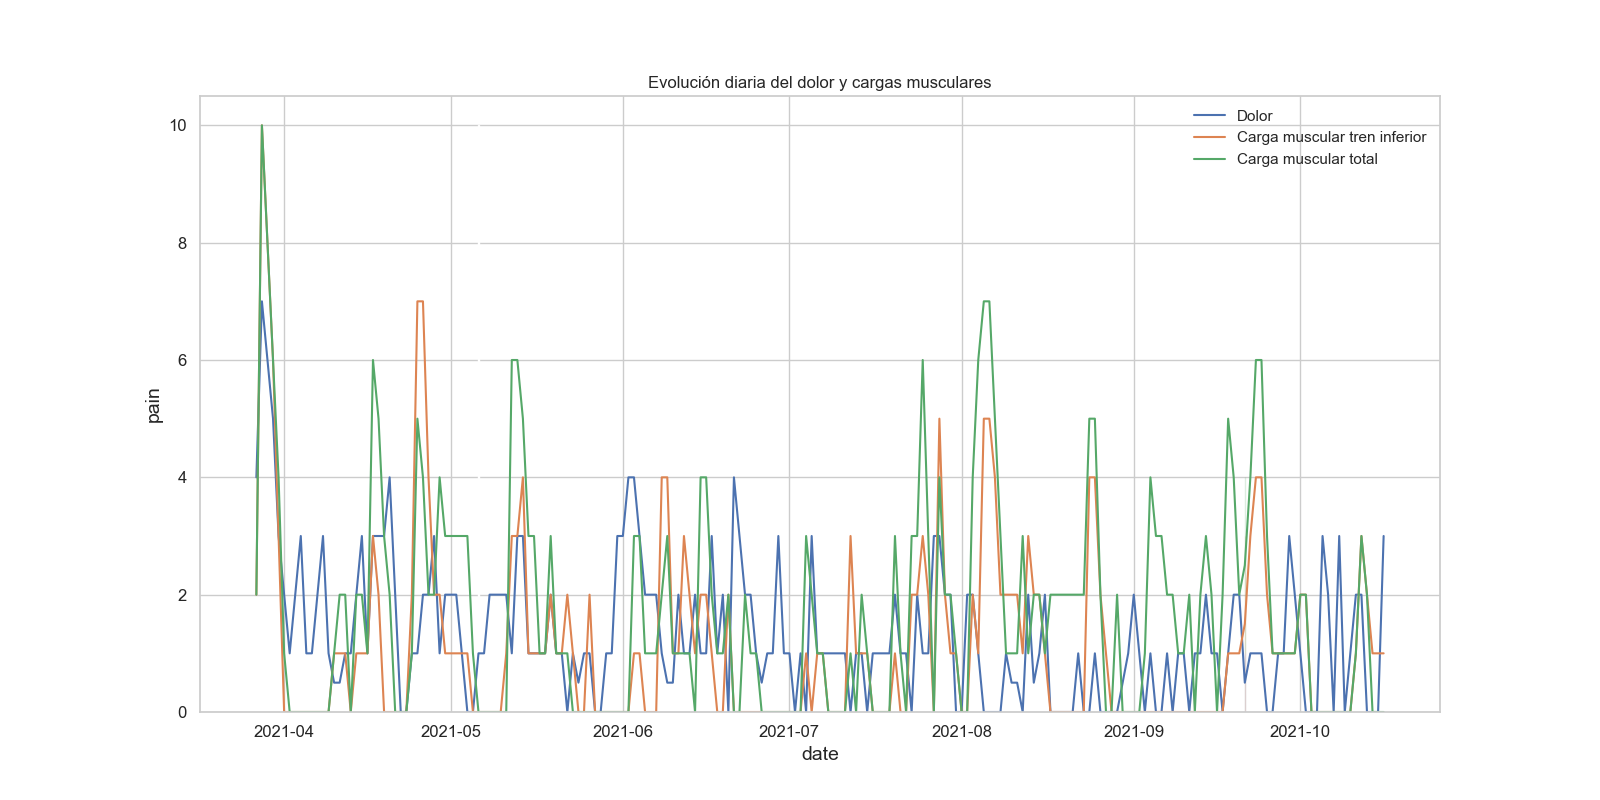 Evolución diaria del dolor y cargas musculares
Dolor
Carga muscular tren inferior
Carga muscular total
10
8
6
4
2
0
pain
2021-04
2021-05
2021-06
2021-07
2021-08
2021-09
2021-10
date